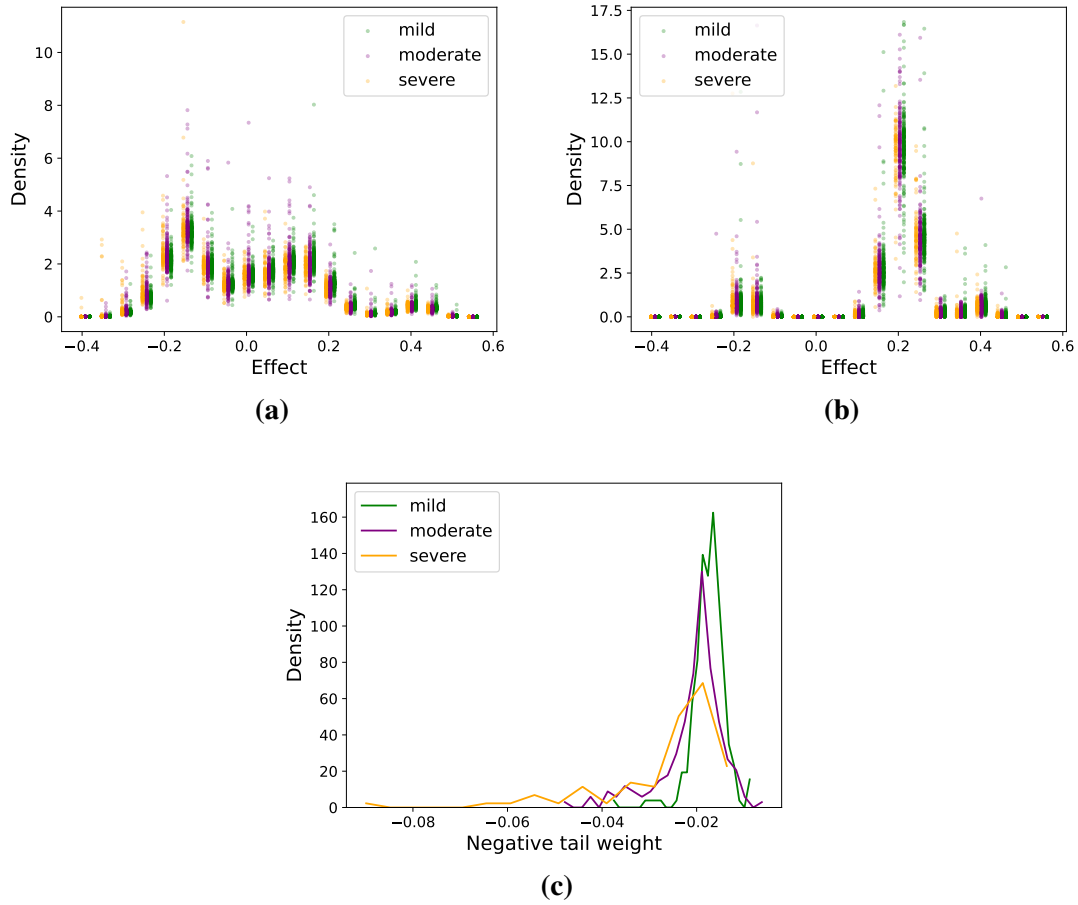 mild
moderate
severe
10
8
6
4
2
0
Density
−0.4
−0.2
0.0
0.2
0.4
0.6
Effect
(a)
mild
moderate
severe
17.5
15.0
12.5
10.0
7.5
5.0
2.5
0.0
Density
−0.4
−0.2
0.0
0.2
0.4
0.6
Effect
(b)
mild
moderate
severe
160
140
120
100
80
60
40
20
0
Density
−0.08
−0.06
−0.04
−0.02
Negative tail weight
(c)